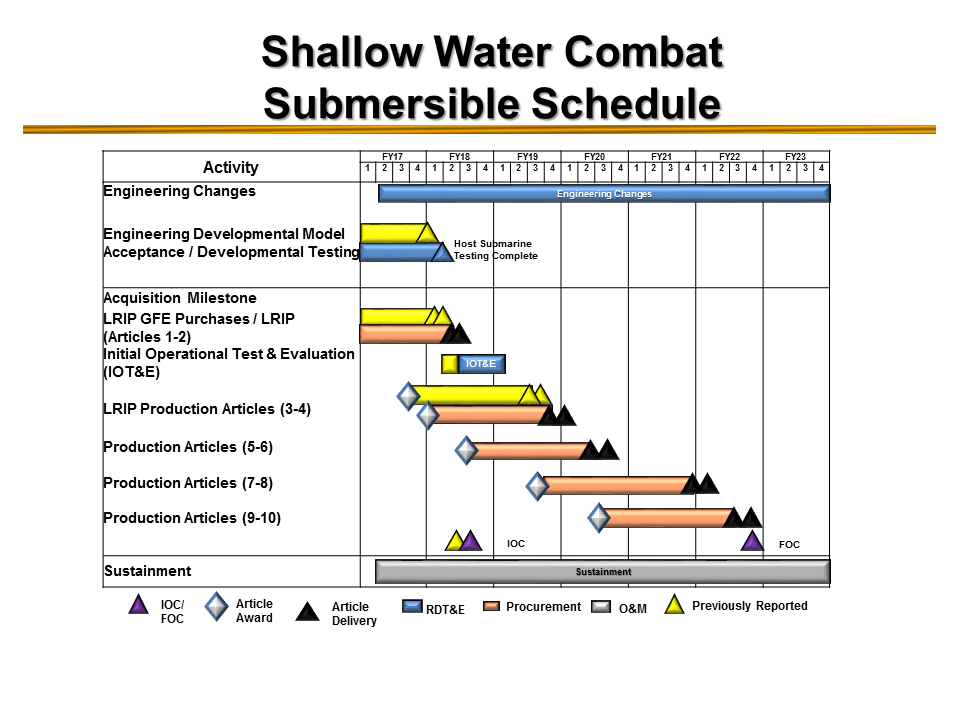 Shallow Water Combat
Submersible Schedule
Activity
FY17 FY18 FY19 FY20 FY21 FY22 FY23
1 2 3 4 1 2 3 4 1 2 3 4 1 2 3 4 1 2 3 4 1 2 3 4 1 2 3 4
Engineering Changes
Engineering Changes
Engineering Developmental Model
Acceptance / Developmental Testing
Host Submarine
Testing Complete
Acquisition Milestone
LRIP GFE Purchases / LRIP
(Articles 1-2)
Initial Operational Test & Evaluation
(IOT&E)
IOT&E
LRIP Production Articles (3-4)
Production Articles (5-6)
Production Articles (7-8)
Production Articles (9-10)
IOC
FOC
Sustainment
Sustainment
IOC/
FOC
Article
Award
Article
Delivery
RDT&E
Procurement
O&M
Previously Reported